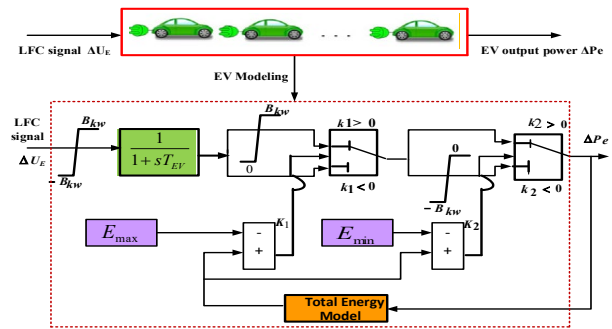 LFC signal ΔU_E
EV output power ΔPe
EV Modeling
LFC
signal
ΔU_E
B_kw
-B_kw
1
1+sT_EV
B_kw
0
k1> 0
k1<0
0
-B_kw
k2> 0
k2< 0
ΔPe
E_max
-
+
K1
E_min
-
+
K2
Total Energy
Model